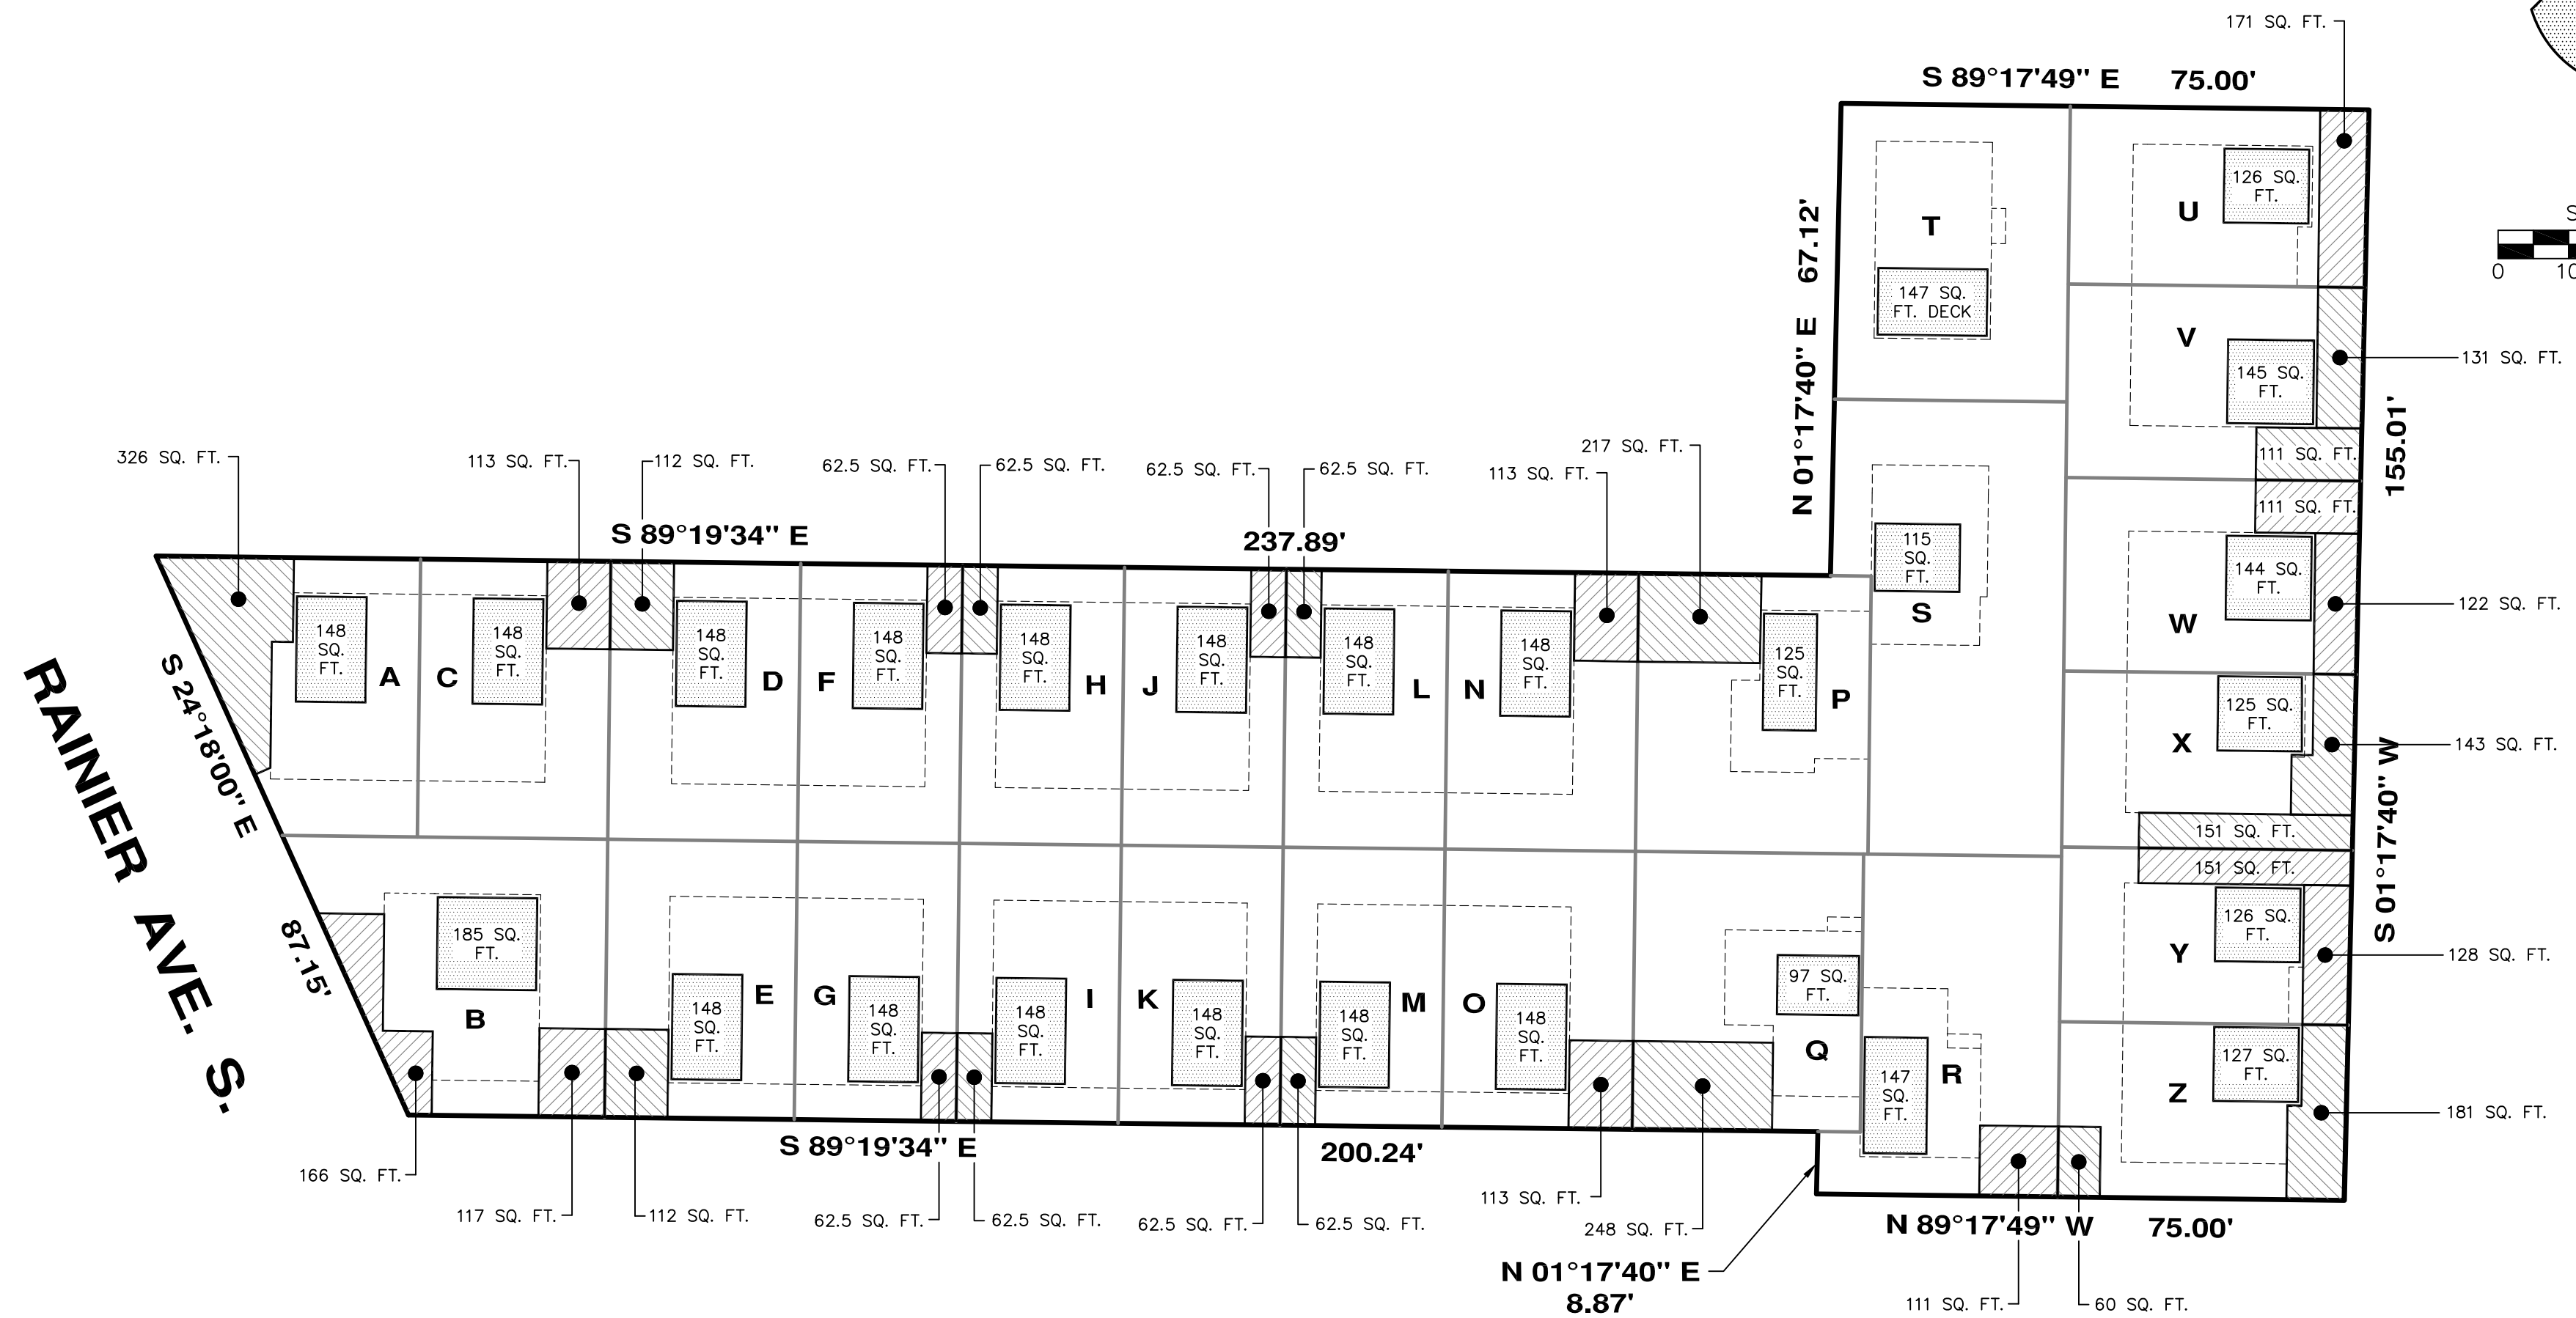 171 SQ. FT.
S 89°17'49" E 75.00'
126 SQ.
FT.
U
T
N 01°17'40" E 67.12'
S
0 10
147 SQ.
FT. DECK
V
131 SQ. FT.
145 SQ.
FT.
155.01'
S 01°17'40" W
111 SQ. FT.
111 SQ. FT.
326 SQ. FT.
113 SQ. FT.
112 SQ. FT.
62.5 SQ. FT.
62.5 SQ. FT.
62.5 SQ. FT.
62.5 SQ. FT.
113 SQ. FT.
217 SQ. FT.
S 89°19'34" E 237.89'
115
SQ.
FT.
S
144 SQ.
FT.
122 SQ. FT.
W
148
SQ.
FT.
A
C
148
SQ.
FT.
148
SQ.
FT.
D
F
148
SQ.
FT.
148
SQ.
FT.
H
J
148
SQ.
FT.
148
SQ.
FT.
L
N
148
SQ.
FT.
125
SQ.
FT.
P
125 SQ.
FT.
X
143 SQ. FT.
151 SQ. FT.
151 SQ. FT.
RAINIER AVE. S.
S 24°18'00" E 87.15'
185 SQ.
FT.
B
148
SQ.
FT.
E
G
148
SQ.
FT.
148
SQ.
FT.
I
K
148
SQ.
FT.
148
SQ.
FT.
M
O
148
SQ.
FT.
97 SQ.
FT.
Q
147
SQ.
FT.
R
126 SQ.
FT.
Y
128 SQ. FT.
127 SQ.
FT.
Z
181 SQ. FT.
S 89°19'34" E 200.24'
166 SQ. FT.
117 SQ. FT.
112 SQ. FT.
62.5 SQ. FT.
62.5 SQ. FT.
62.5 SQ. FT.
62.5 SQ. FT.
113 SQ. FT.
248 SQ. FT.
N 89°17'49" W 75.00'
N 01°17'40" E
8.87'
111 SQ. FT.
60 SQ. FT.